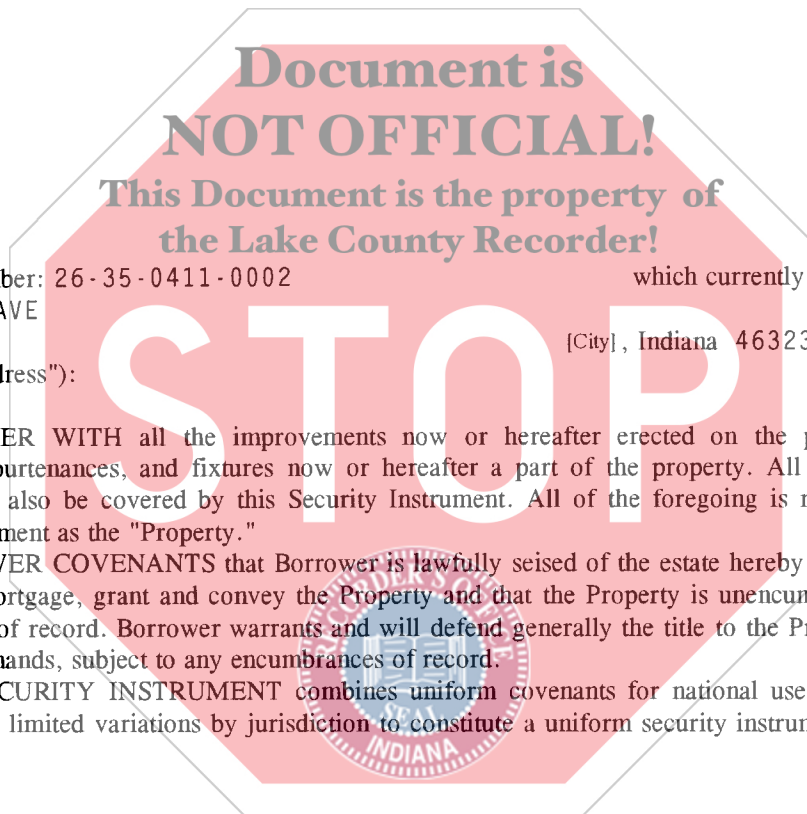 Document is
NOT OFFICIAL!
This Document is the property of
the Lake County Recorder!
ber: 26-35-0411-0002 which currently
AVE
[City], Indiana 46323
dress"):
STOP
ER WITH all the improvements now or hereafter erected on the p
purtenances, and fixtures now or hereafter a part of the property. All
also be covered by this Security Instrument. All of the foregoing is r
ment as the "Property."
VER COVENANTS that Borrower is lawfully seised of the estate hereby
ortgage, grant and convey the Property and that the Property is unencum
of record. Borrower warrants and will defend generally the title to the Pr
nands, subject to any encumbrances of record.
CURITY INSTRUMENT combines uniform covenants for national use
limited variations by jurisdiction to constitute a uniform security instrum
RECORDER'S OFFICE
SEAL
INDIANA